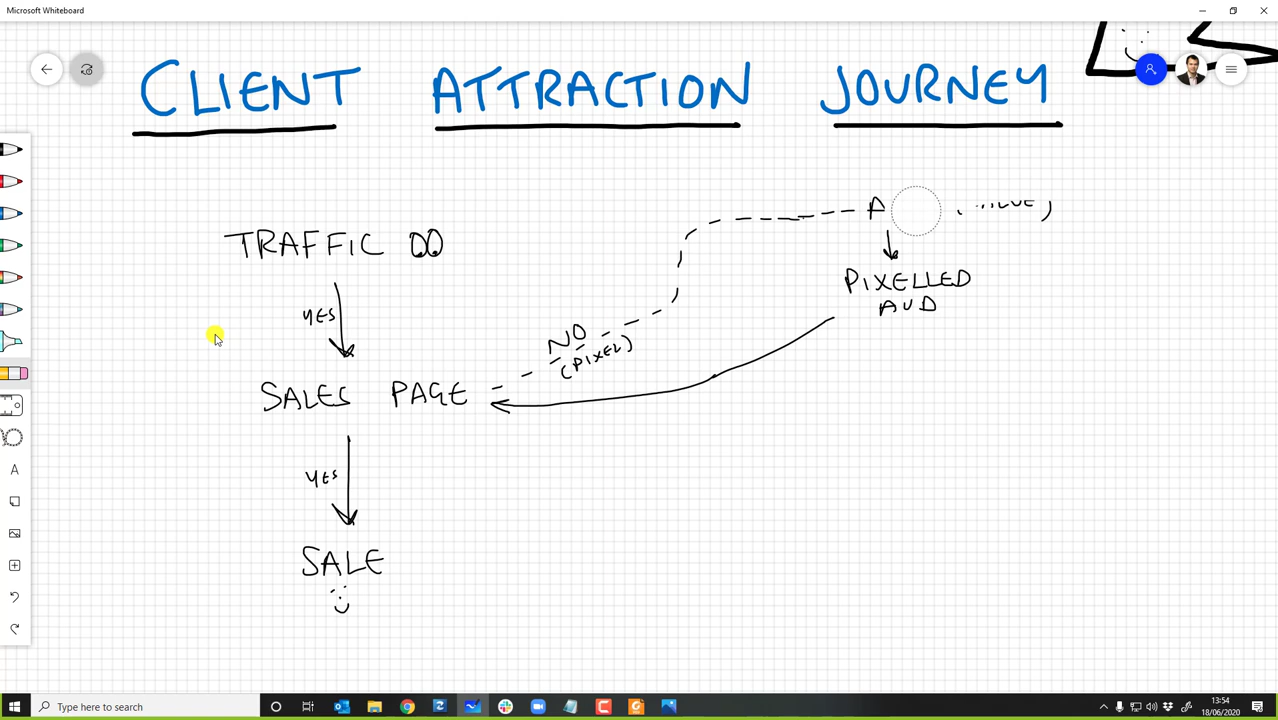 Microsoft Whiteboard
CLIENT ATTRACTION JOURNEY
A
TRAFFIC
PIXELLED
AUD
YES
NO
(PIXEL)
SALES PAGE
YES
SALE
A
Type here to search
13:54
18/06/2020